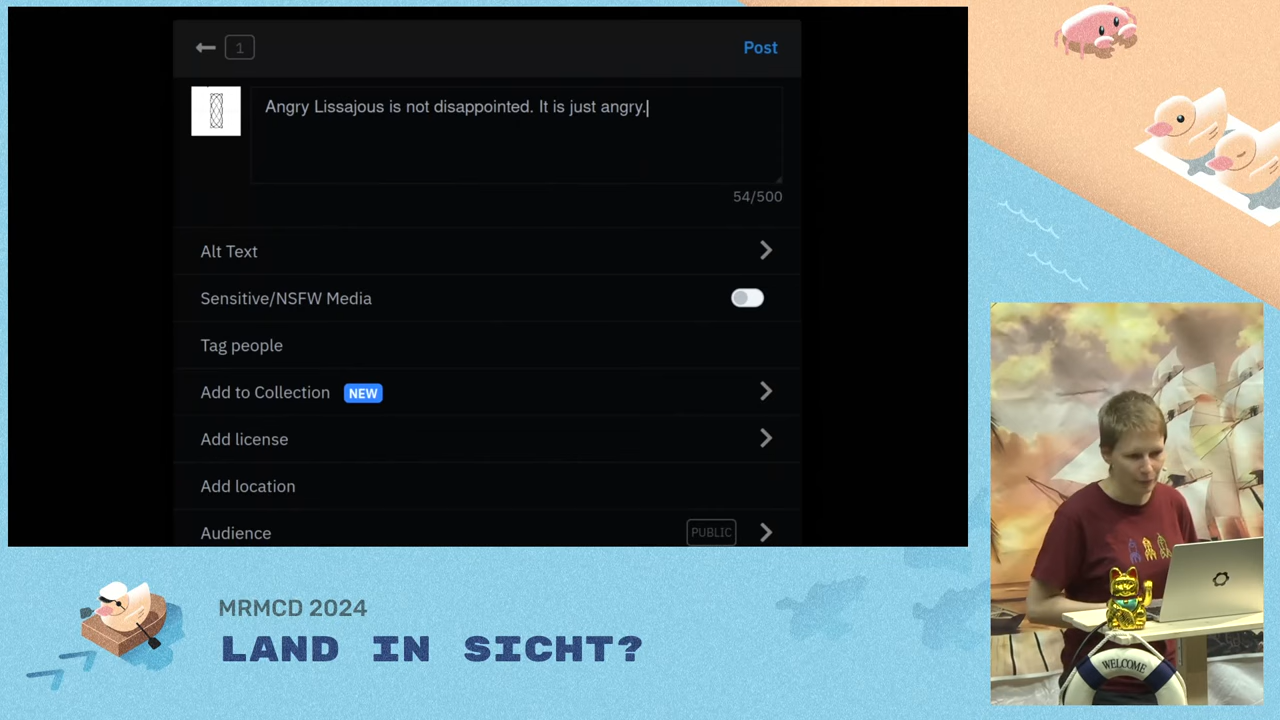 1
Post
Angry Lissajous is not disappointed. It is just angry.
54/500
Alt Text
Sensitive/NSFW Media
Tag people
Add to Collection NEW
Add license
Add location
Audience
PUBLIC
MRMCD 2024
LAND IN SICHT?
WELCOME